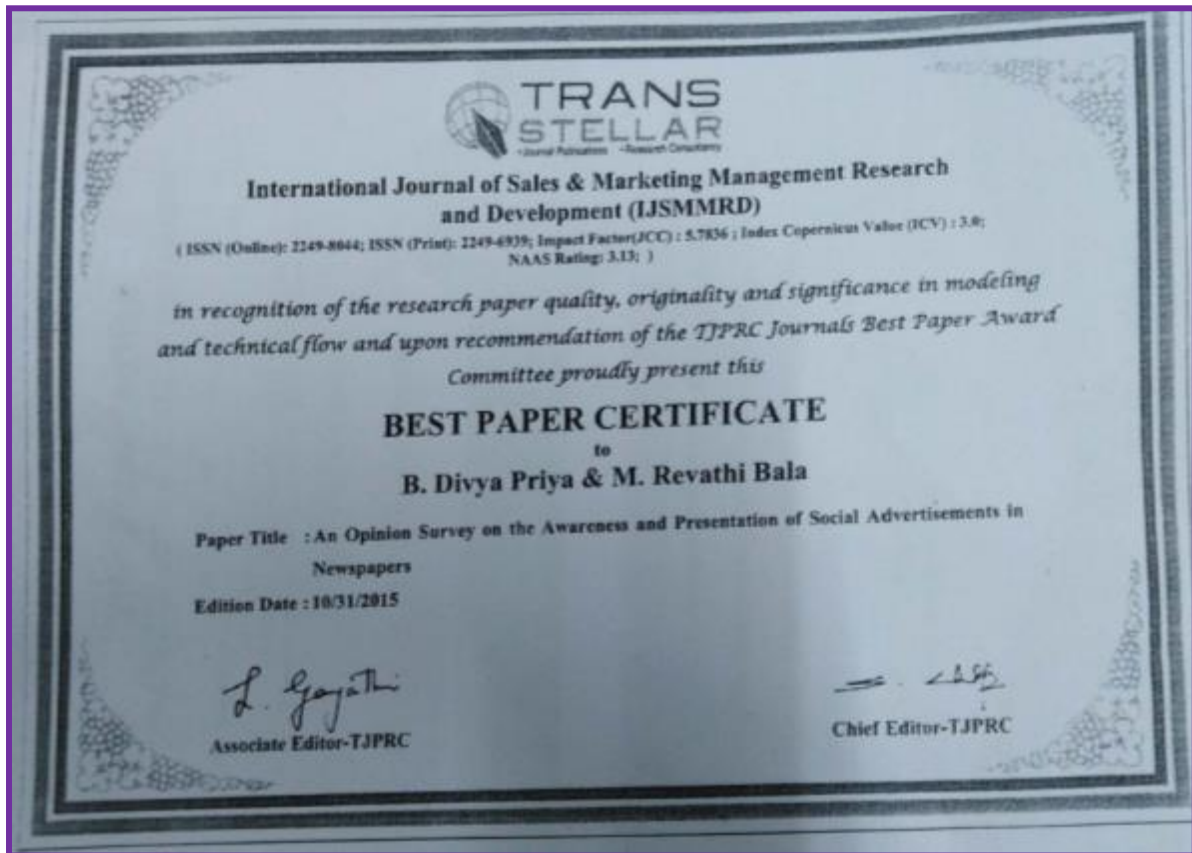 TRANS
STELLAR
•Journal Publications •Research Consultancy
International Journal of Sales & Marketing Management Research
and Development (IJSMMRD)
( ISSN (Online): 2249-8044; ISSN (Print): 2249-6939; Impact Factor(JCC) : 5.7836 ; Index Copernicus Value (ICV) : 3.0;
NAAS Rating: 3.13; )
in recognition of the research paper quality, originality and significance in modeling
and technical flow and upon recommendation of the TJPRC Journals Best Paper Award
Committee proudly present this
BEST PAPER CERTIFICATE
to
B. Divya Priya & M. Revathi Bala
Paper Title : An Opinion Survey on the Awareness and Presentation of Social Advertisements in
Newspapers
Edition Date : 10/31/2015
L. Gayathi
Associate Editor-TJPRC
Chief Editor-TJPRC